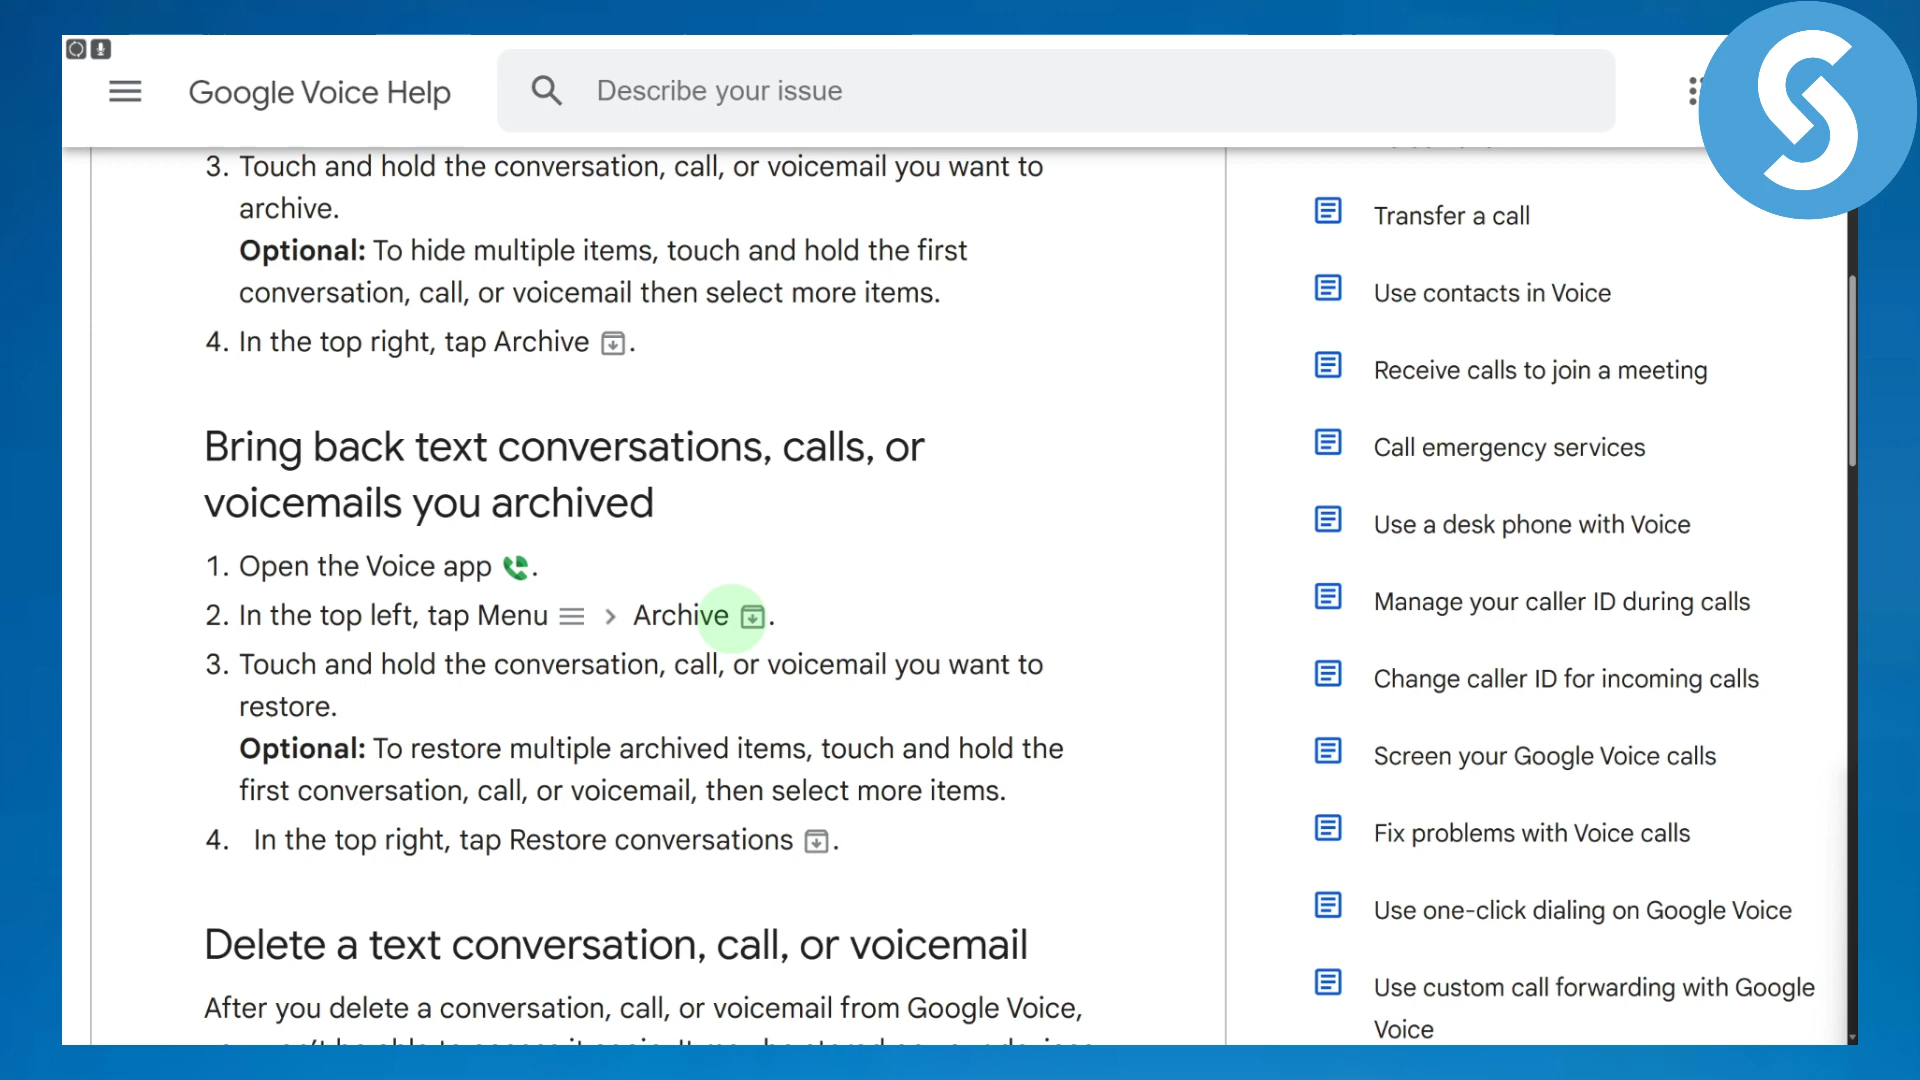 Google Voice Help
Describe your issue
3. Touch and hold the conversation, call, or voicemail you want to
archive.
Optional: To hide multiple items, touch and hold the first
conversation, call, or voicemail then select more items.
4. In the top right, tap Archive .
Bring back text conversations, calls, or
voicemails you archived
1. Open the Voice app .
2. In the top left, tap Menu > Archive .
3. Touch and hold the conversation, call, or voicemail you want to
restore.
Optional: To restore multiple archived items, touch and hold the
first conversation, call, or voicemail, then select more items.
4. In the top right, tap Restore conversations .
Delete a text conversation, call, or voicemail
After you delete a conversation, call, or voicemail from Google Voice,
Transfer a call
Use contacts in Voice
Receive calls to join a meeting
Call emergency services
Use a desk phone with Voice
Manage your caller ID during calls
Change caller ID for incoming calls
Screen your Google Voice calls
Fix problems with Voice calls
Use one-click dialing on Google Voice
Use custom call forwarding with Google
Voice